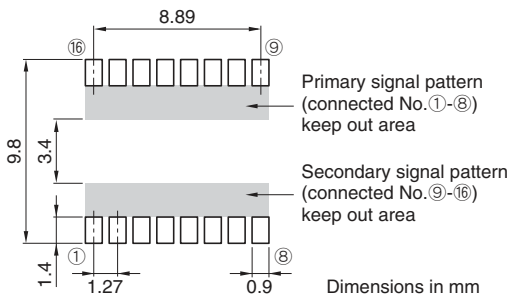 8.89
⑯
⑨
Primary signal pattern
(connected No.①-⑧)
keep out area
9.8
3.4
Secondary signal pattern
(connected No.⑨-⑯)
keep out area
①
⑧
1.4
1.27
0.9
Dimensions in mm